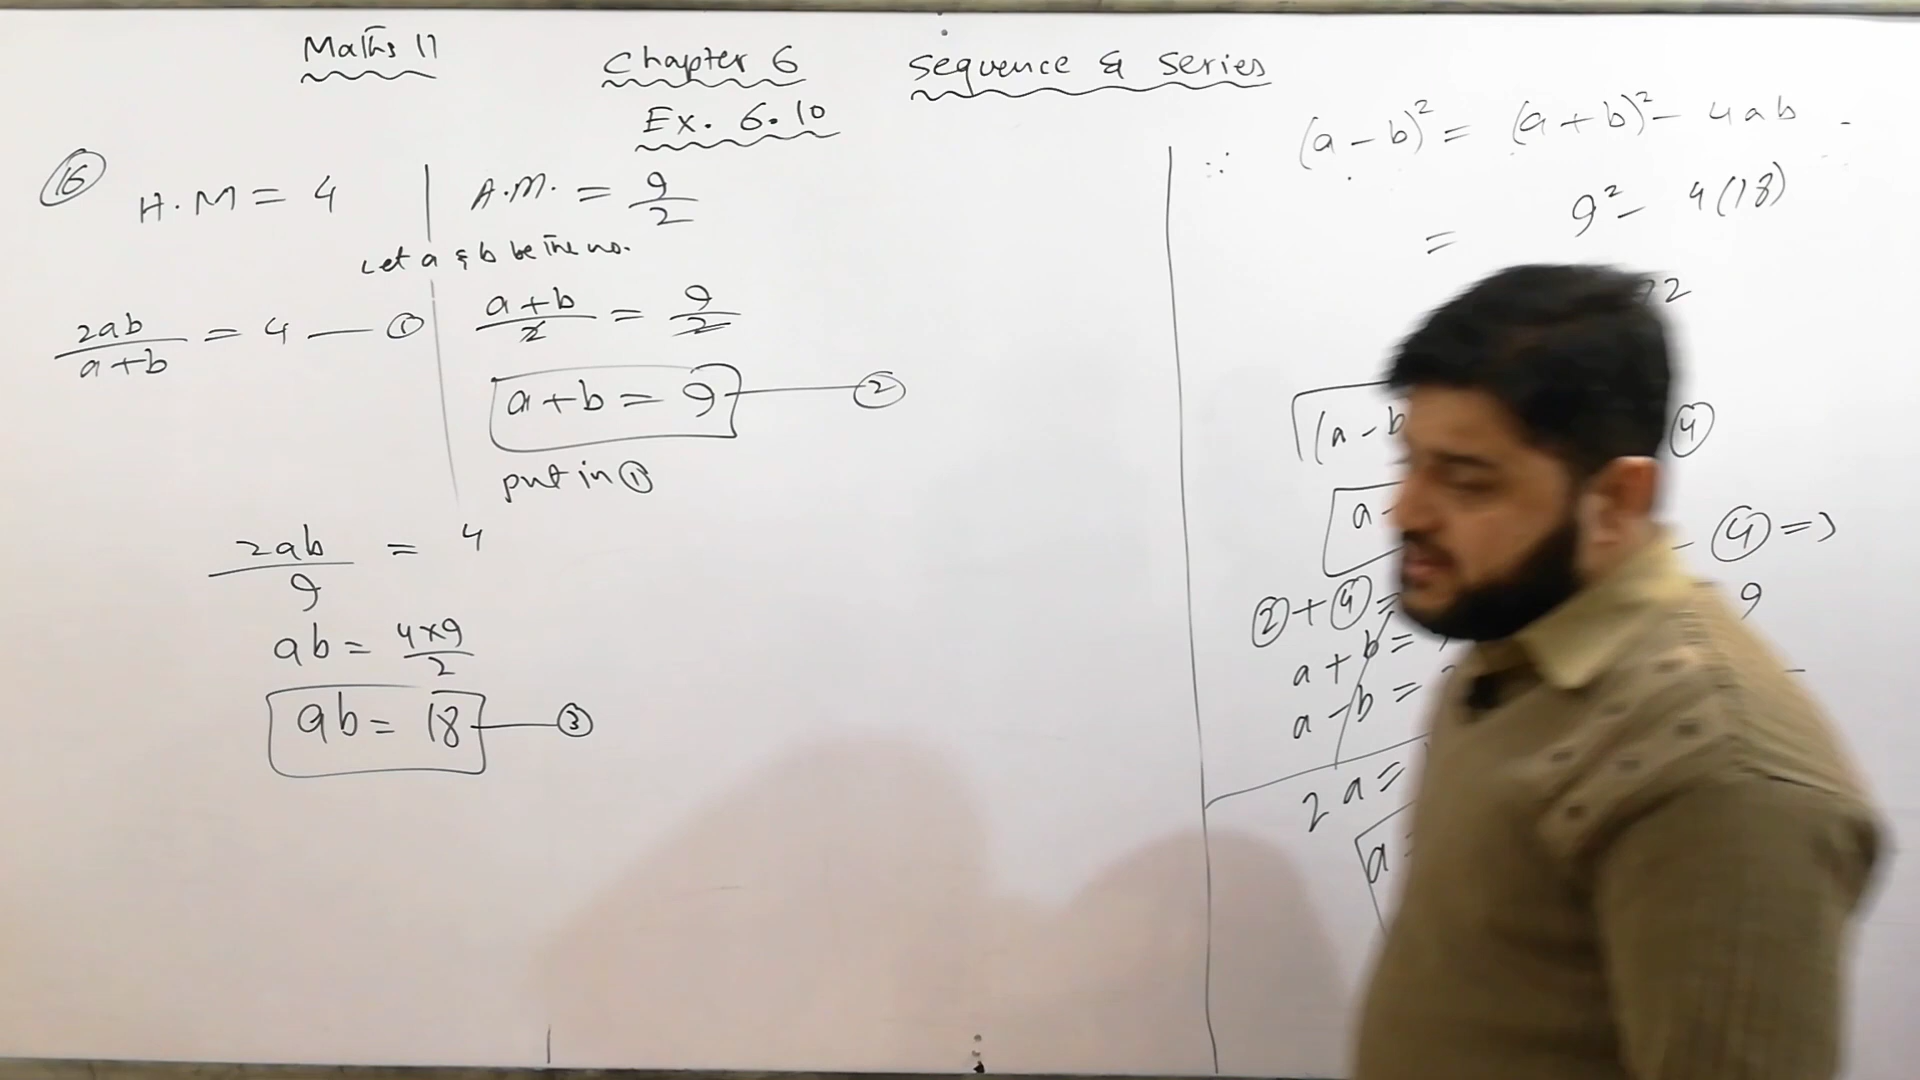 Maths 11
Chapter 6
Sequence & Series
Ex. 6.10
16
H.M = 4
A.M. = 9/2
Let a & b be the no.
2ab/(a+b) = 4 — ①
(a+b)/2 = 9/2
a+b = 9 — ②
put in ①
2ab/9 = 4
ab = 4×9/2
ab = 18 — ③
∵ (a-b)² = (a+b)² - 4ab
= 9² - 4(18)
2
(a-b
④
a-
- ④ =>
② + ④ =
9
a + b =
a - b =
2a =
a =